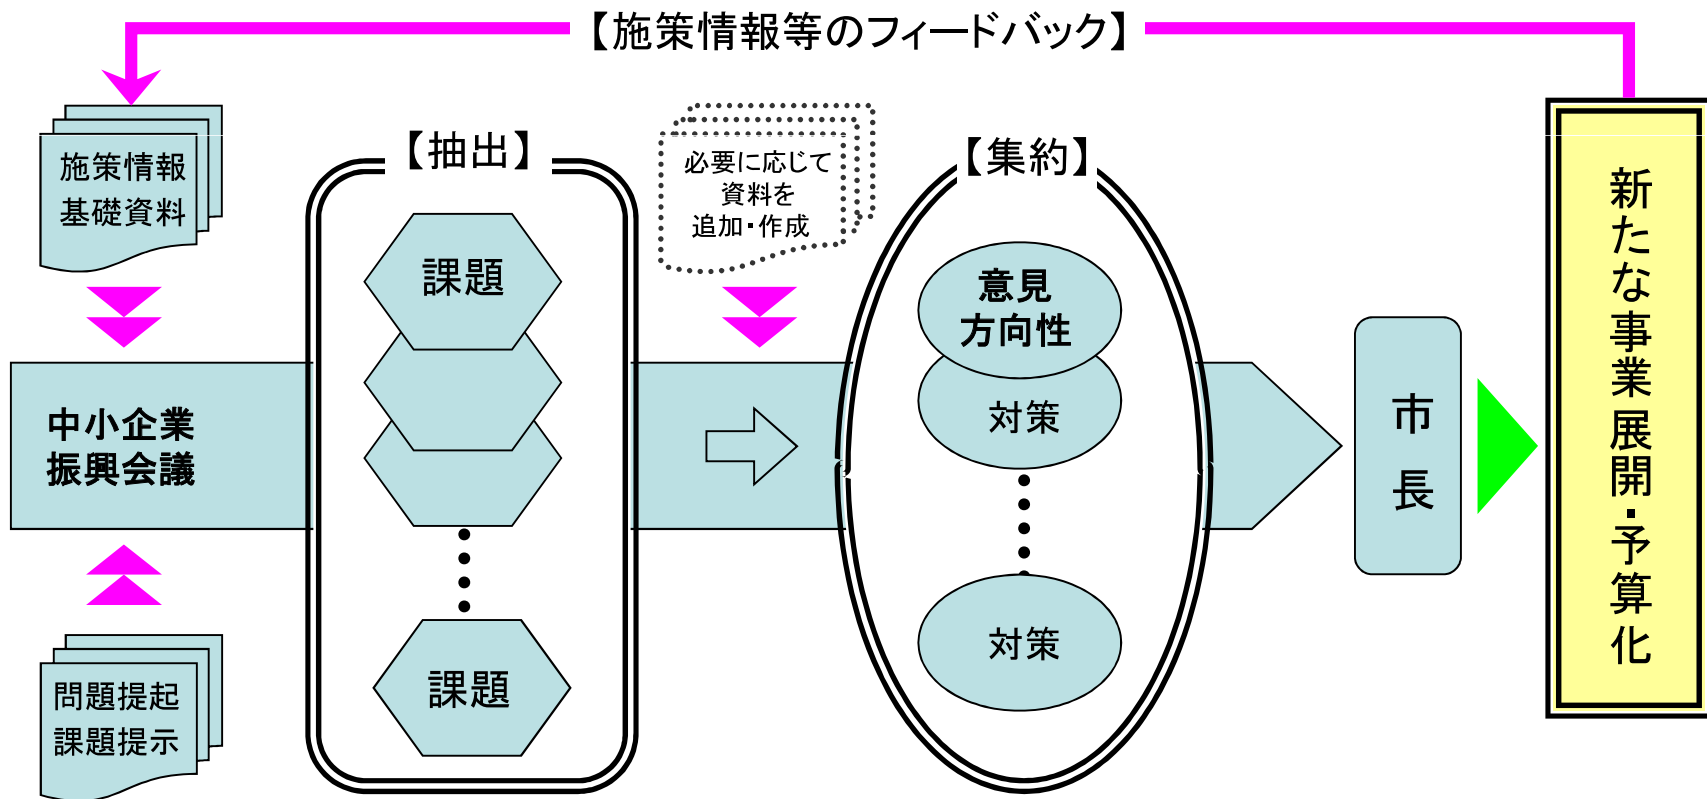 【施策情報等のフィードバック】
施策情報
基礎資料
【抽出】
課題
課題
必要に応じて
資料を
追加・作成
【集約】
意見
方向性
対策
対策
中小企業
振興会議
問題提起
課題提示
市長
新たな事業展開・予算化